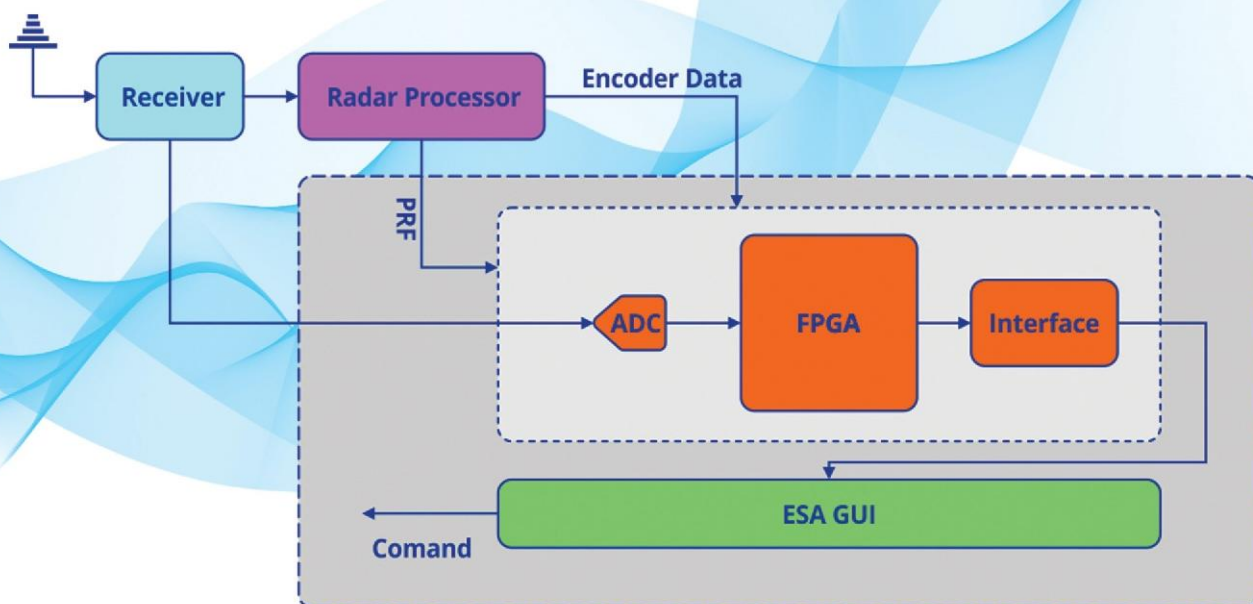 Receiver
Radar Processor
Encoder Data
PRF
ADC
FPGA
Interface
ESA GUI
Comand